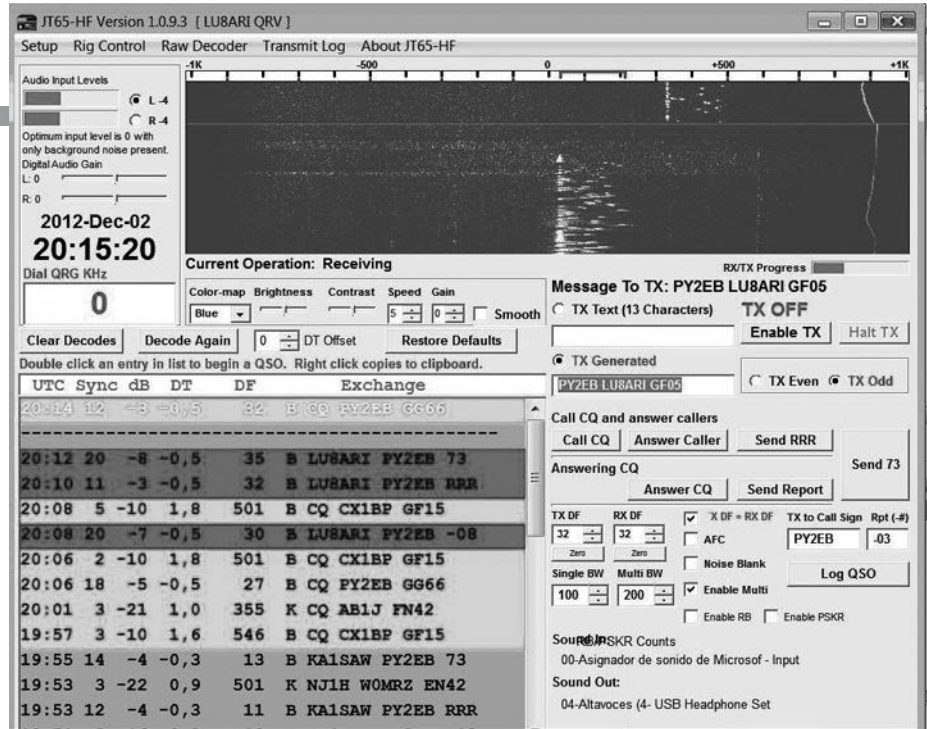 JT65-HF Version 1.0.9.3 [ LU8ARI QRV ]
Setup Rig Control Raw Decoder Transmit Log About JT65-HF
-1K -500 0 +500 +1K
Audio Input Levels
L -4
R -4
Optimum input level is 0 with
only background noise present.
Digital Audio Gain
L: 0
R: 0
2012-Dec-02
20:15:20
Dial QRG KHz
0
Current Operation: Receiving
RX/TX Progress
Color-map Brightness Contrast Speed Gain
Blue 5 0 Smooth
Clear Decodes Decode Again 0 DT Offset Restore Defaults
Double click an entry in list to begin a QSO. Right click copies to clipboard.
UTC Sync dB DT DF Exchange
20:14 12 -3 -0,5 32 B CQ PY2EB GG66
20:12 20 -8 -0,5 35 B LU8ARI PY2EB 73
20:10 11 -3 -0,5 32 B LU8ARI PY2EB RRR
20:08 5 -10 1,8 501 B CQ CX1BP GF15
20:08 20 -7 -0,5 30 B LU8ARI PY2EB -08
20:06 2 -10 1,8 501 B CQ CX1BP GF15
20:06 18 -5 -0,5 27 B CQ PY2EB GG66
20:01 3 -21 1,0 355 K CQ AB1J FN42
19:57 3 -10 1,6 546 B CQ CX1BP GF15
19:55 14 -4 -0,3 13 B KA1SAW PY2EB 73
19:53 3 -22 0,9 501 K NJ1H W0MRZ EN42
19:53 12 -4 -0,3 11 B KA1SAW PY2EB RRR
Message To TX: PY2EB LU8ARI GF05
TX Text (13 Characters) TX OFF
Enable TX Halt TX
TX Generated
PY2EB LU8ARI GF05 TX Even TX Odd
Call CQ and answer callers
Call CQ Answer Caller Send RRR
Send 73
Answering CQ
Answer CQ Send Report
TX DF RX DF TX DF = RX DF TX to Call Sign Rpt (-#)
32 32 AFC PY2EB -03
Zero Zero
Noise Blank
Single BW Multi BW Log QSO
100 200 Enable Multi
Enable RB Enable PSKR
Sound In: RB/PSKR Counts
00-Asignador de sonido de Microsof - Input
Sound Out:
04-Altavoces (4- USB Headphone Set